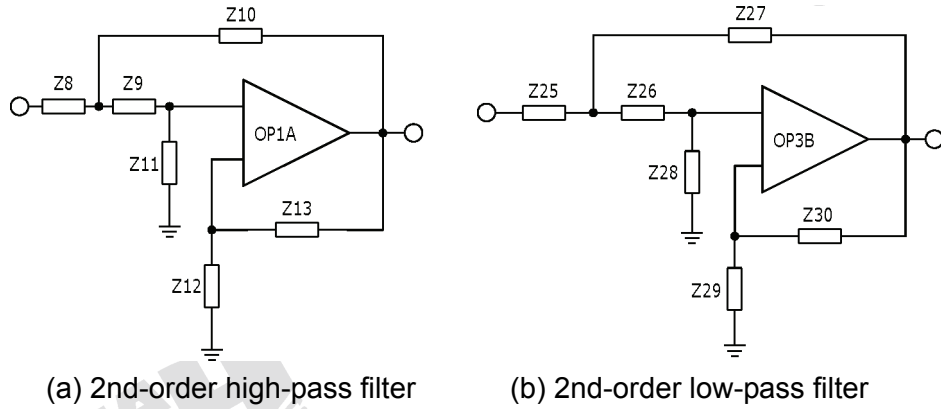 Z10
Z8
Z9
OP1A
Z11
Z13
Z12
(a) 2nd-order high-pass filter
Z27
Z25
Z26
OP3B
Z28
Z30
Z29
(b) 2nd-order low-pass filter